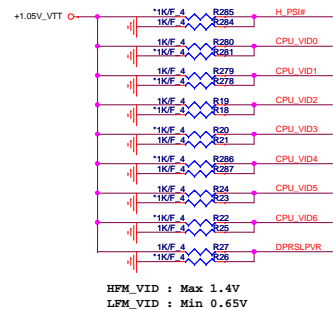 +1.05V_VTT
*1K/F_4 R285 H_PSI#
1K/F_4 R284
1K/F_4 R280 CPU_VID0
*1K/F_4 R281
1K/F_4 R279 CPU_VID1
*1K/F_4 R278
*1K/F_4 R19 CPU_VID2
1K/F_4 R18
*1K/F_4 R20 CPU_VID3
1K/F_4 R21
*1K/F_4 R286 CPU_VID4
1K/F_4 R287
1K/F_4 R24 CPU_VID5
*1K/F_4 R23
*1K/F_4 R22 CPU_VID6
1K/F_4 R25
1K/F_4 R27 DPRSLPVR
*1K/F_4 R26
HFM_VID : Max 1.4V
LFM_VID : Min 0.65V